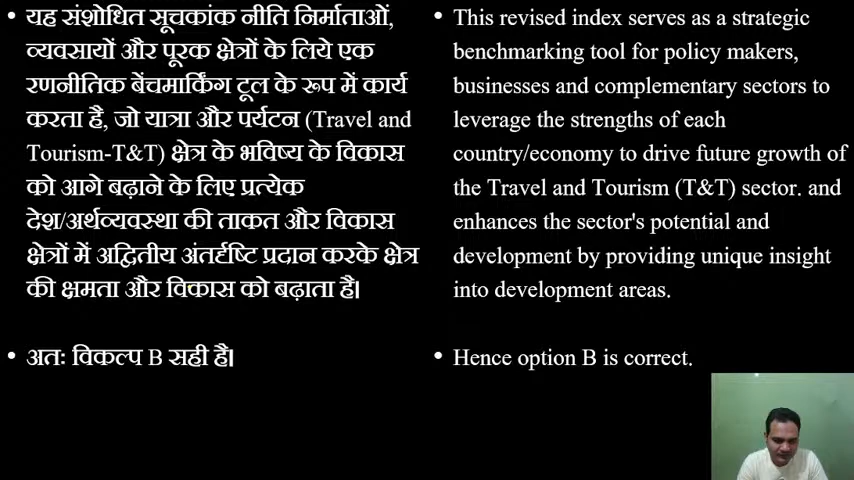 • यह संशोधित सूचकांक नीति निर्माताओं,
व्यवसायों और पूरक क्षेत्रों के लिये एक
रणनीतिक बेंचमार्किंग टूल के रूप में कार्य
करता है, जो यात्रा और पर्यटन (Travel and
Tourism-T&T) क्षेत्र के भविष्य के विकास
को आगे बढ़ाने के लिए प्रत्येक
देश/अर्थव्यवस्था की ताकत और विकास
क्षेत्रों में अद्वितीय अंतर्दृष्टि प्रदान करके क्षेत्र
की क्षमता और विकास को बढ़ाता है।
• अतः विकल्प B सही है।
• This revised index serves as a strategic
benchmarking tool for policy makers,
businesses and complementary sectors to
leverage the strengths of each
country/economy to drive future growth of
the Travel and Tourism (T&T) sector. and
enhances the sector's potential and
development by providing unique insight
into development areas.
• Hence option B is correct.